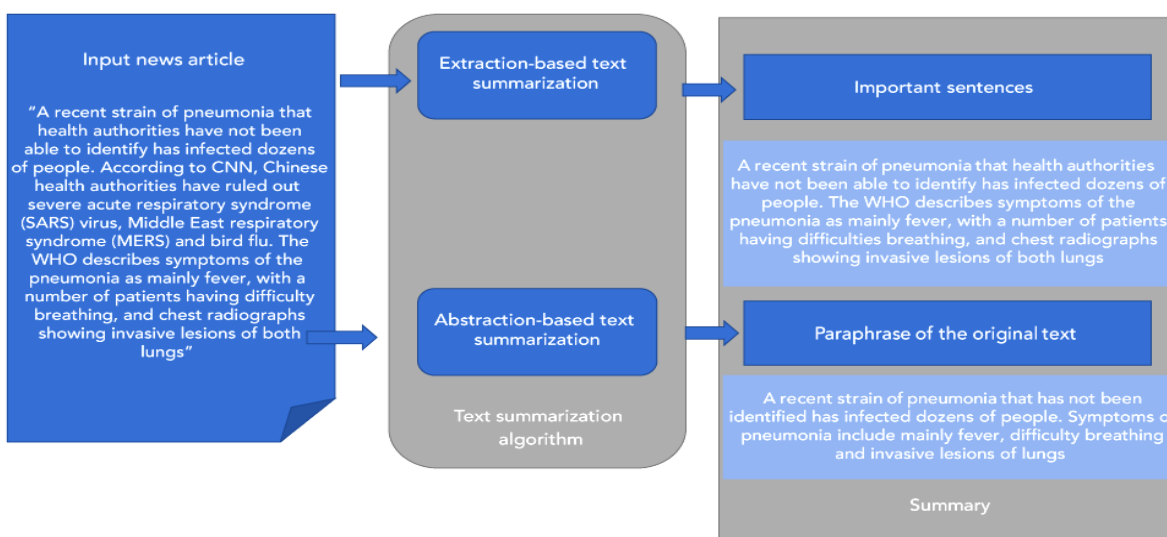 Input news article
“A recent strain of pneumonia that
health authorities have not been
able to identify has infected dozens
of people. According to CNN, Chinese
health authorities have ruled out
severe acute respiratory syndrome
(SARS) virus, Middle East respiratory
syndrome (MERS) and bird flu. The
WHO describes symptoms of the
pneumonia as mainly fever, with a
number of patients having difficulty
breathing, and chest radiographs
showing invasive lesions of both
lungs”
Extraction-based text
summarization
Abstraction-based text
summarization
Text summarization
algorithm
Important sentences
A recent strain of pneumonia that health authorities
have not been able to identify has infected dozens of
people. The WHO describes symptoms of the
pneumonia as mainly fever, with a number of patients
having difficulties breathing, and chest radiographs
showing invasive lesions of both lungs
Paraphrase of the original text
A recent strain of pneumonia that has not been
identified has infected dozens of people. Symptoms o
pneumonia include mainly fever, difficulty breathing
and invasive lesions of lungs
Summary